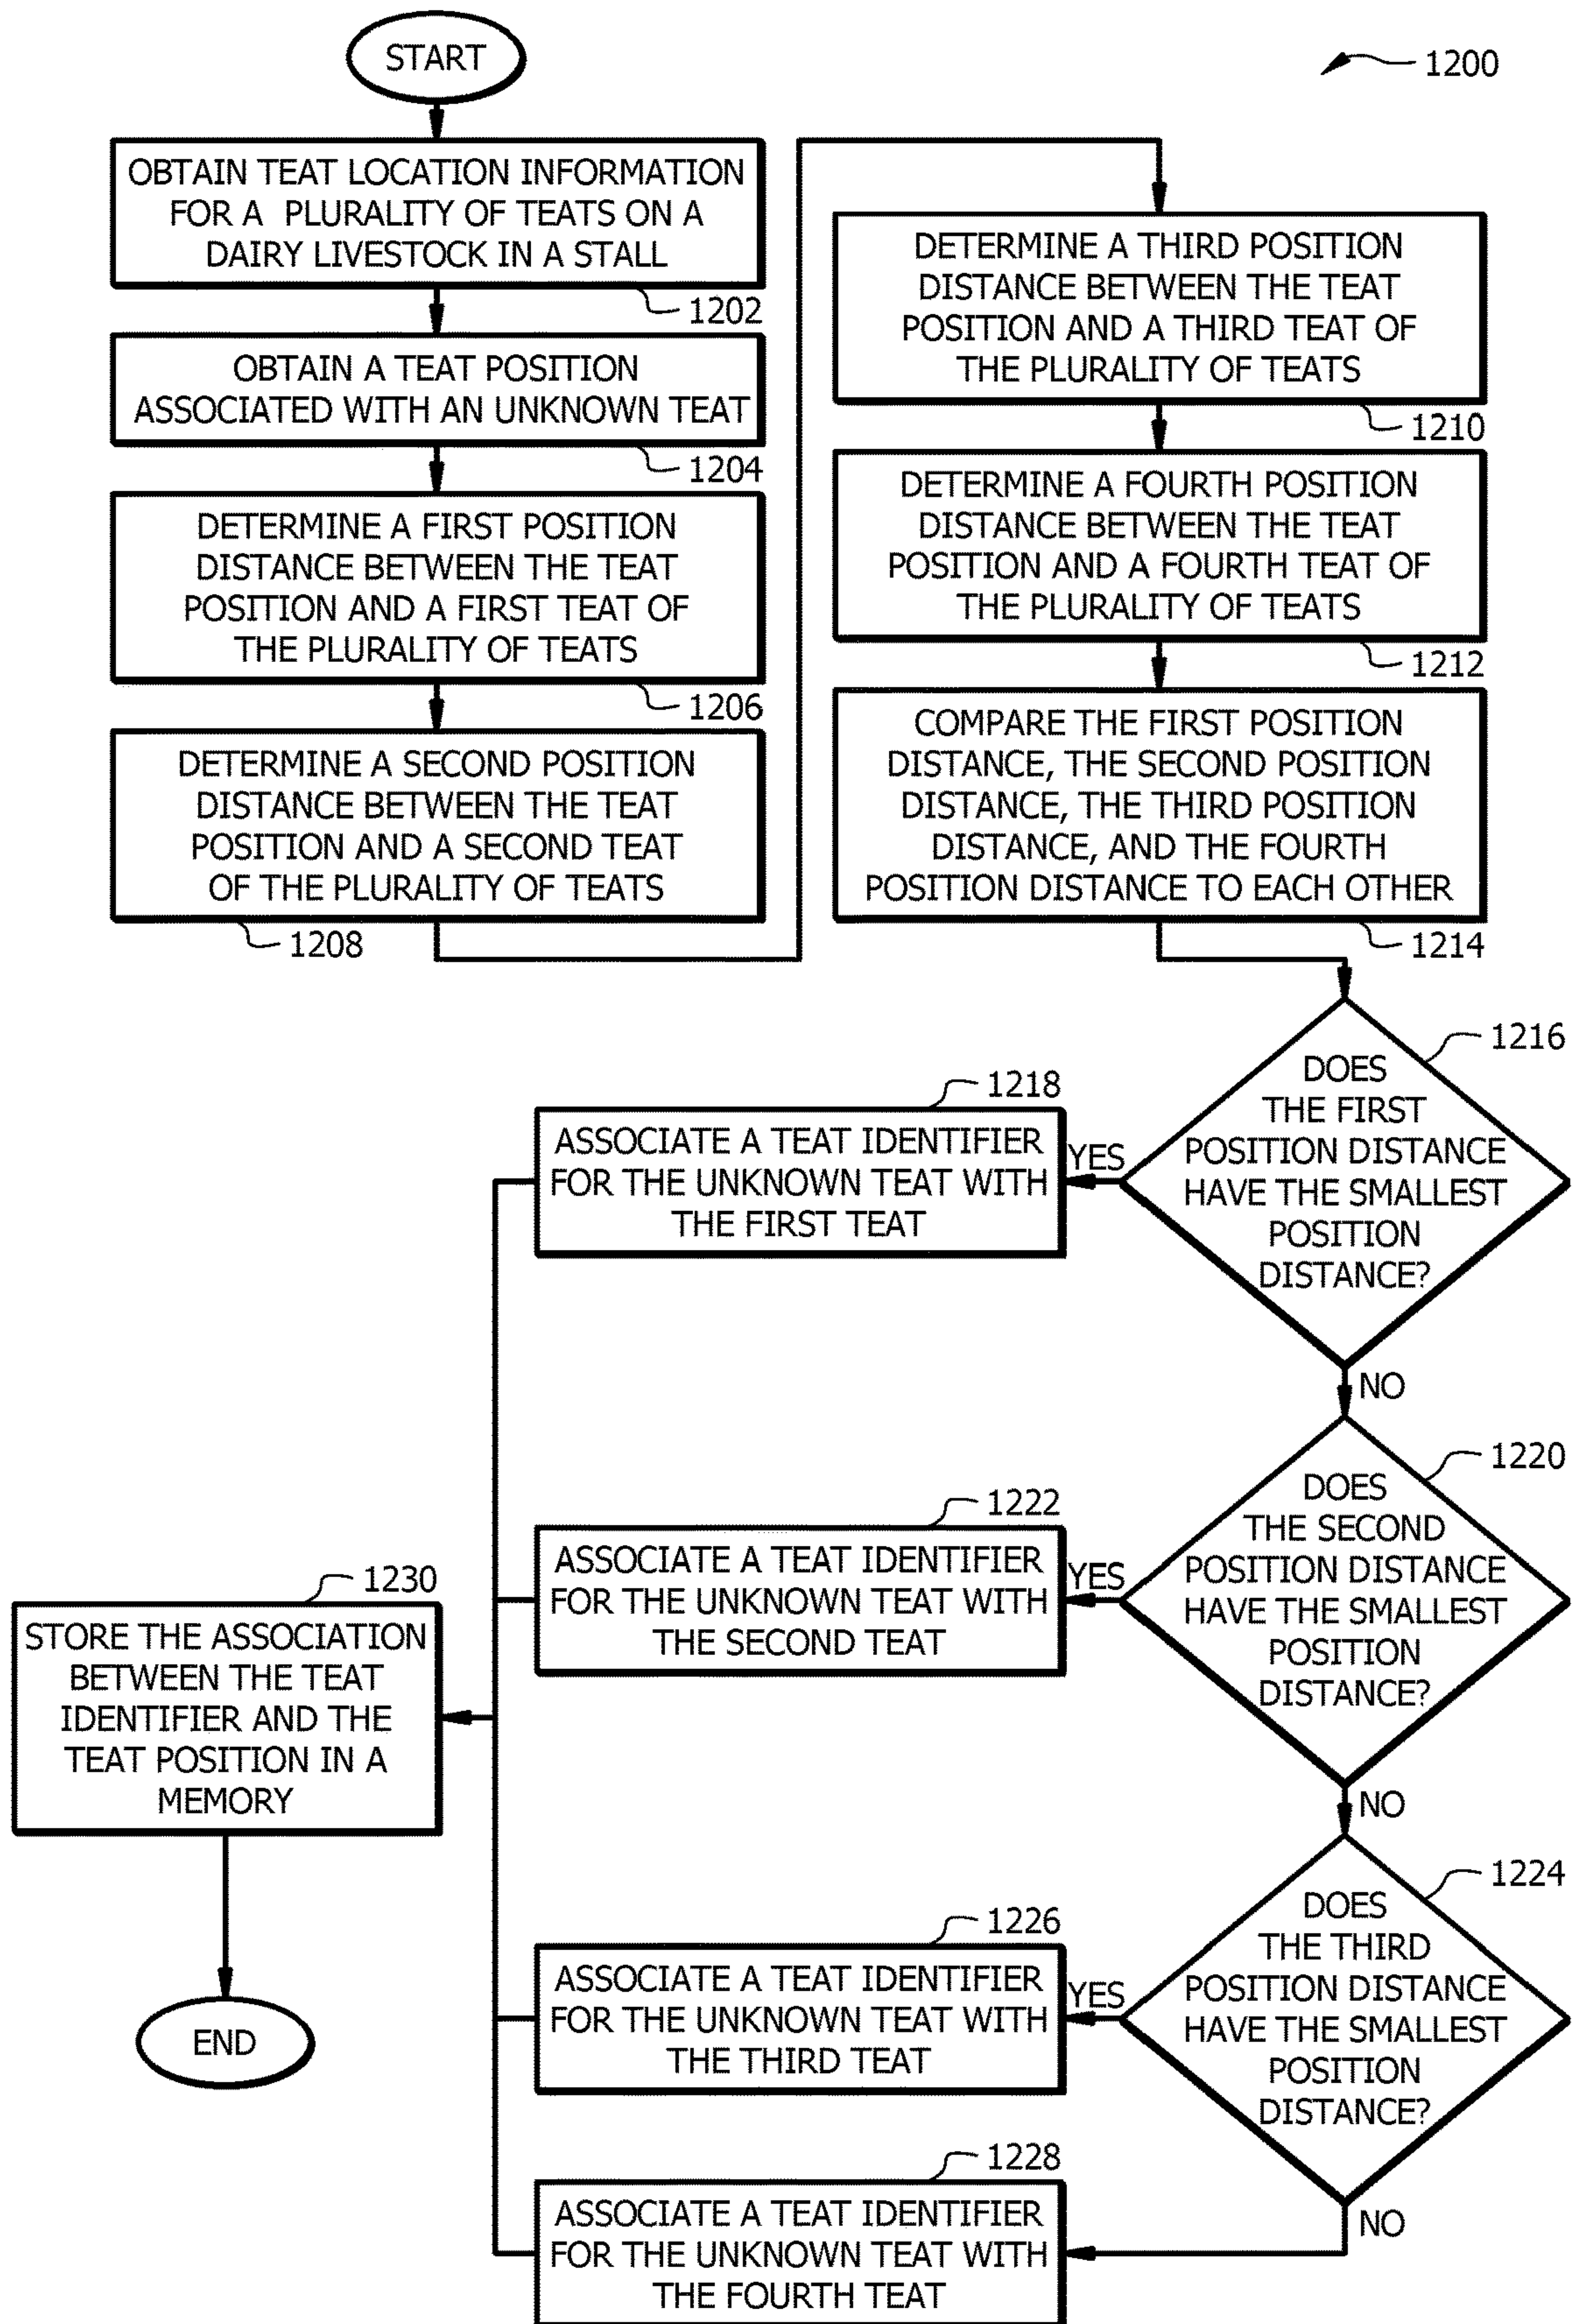 START
1200
OBTAIN TEAT LOCATION INFORMATION
FOR A PLURALITY OF TEATS ON A
DAIRY LIVESTOCK IN A STALL
1202
OBTAIN A TEAT POSITION
ASSOCIATED WITH AN UNKNOWN TEAT
1204
DETERMINE A FIRST POSITION
DISTANCE BETWEEN THE TEAT
POSITION AND A FIRST TEAT OF
THE PLURALITY OF TEATS
1206
DETERMINE A SECOND POSITION
DISTANCE BETWEEN THE TEAT
POSITION AND A SECOND TEAT
OF THE PLURALITY OF TEATS
1208
DETERMINE A THIRD POSITION
DISTANCE BETWEEN THE TEAT
POSITION AND A THIRD TEAT OF
THE PLURALITY OF TEATS
1210
DETERMINE A FOURTH POSITION
DISTANCE BETWEEN THE TEAT
POSITION AND A FOURTH TEAT OF
THE PLURALITY OF TEATS
1212
COMPARE THE FIRST POSITION
DISTANCE, THE SECOND POSITION
DISTANCE, THE THIRD POSITION
DISTANCE, AND THE FOURTH
POSITION DISTANCE TO EACH OTHER
1214
1216
DOES
THE FIRST
POSITION DISTANCE
HAVE THE SMALLEST
POSITION
DISTANCE?
YES
1218
ASSOCIATE A TEAT IDENTIFIER
FOR THE UNKNOWN TEAT WITH
THE FIRST TEAT
NO
1220
DOES
THE SECOND
POSITION DISTANCE
HAVE THE SMALLEST
POSITION
DISTANCE?
YES
1222
ASSOCIATE A TEAT IDENTIFIER
FOR THE UNKNOWN TEAT WITH
THE SECOND TEAT
NO
1224
DOES
THE THIRD
POSITION DISTANCE
HAVE THE SMALLEST
POSITION
DISTANCE?
YES
1226
ASSOCIATE A TEAT IDENTIFIER
FOR THE UNKNOWN TEAT WITH
THE THIRD TEAT
NO
1228
ASSOCIATE A TEAT IDENTIFIER
FOR THE UNKNOWN TEAT WITH
THE FOURTH TEAT
1230
STORE THE ASSOCIATION
BETWEEN THE TEAT
IDENTIFIER AND THE
TEAT POSITION IN A
MEMORY
END